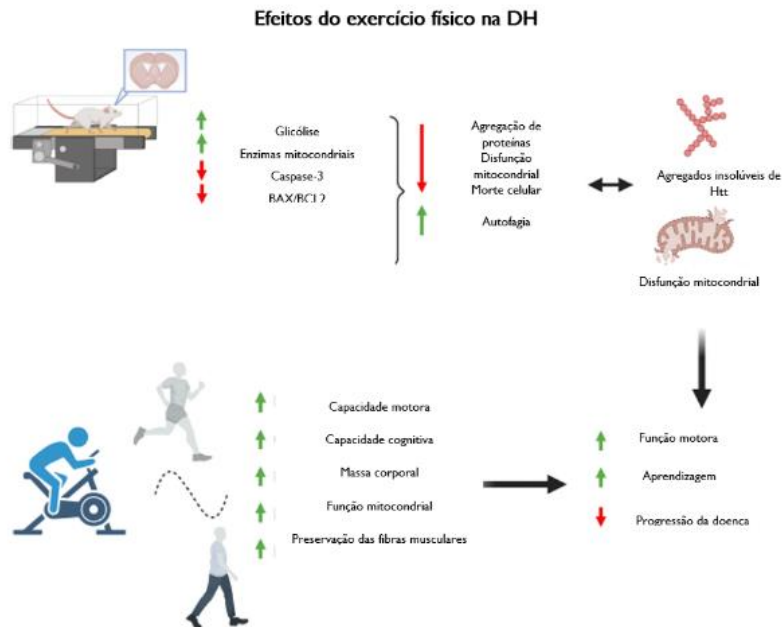 Efeitos do exercício físico na DH
Glicólise
Enzimas mitocondriais
Caspase-3
BAX/BCL2
Agregação de
proteínas
Disfunção
mitocondrial
Morte celular
Autofagia
Agregados insolúveis de
Htt
Disfunção mitocondrial
Capacidade motora
Capacidade cognitiva
Massa corporal
Função mitocondrial
Preservação das fibras musculares
Função motora
Aprendizagem
Progressão da doença